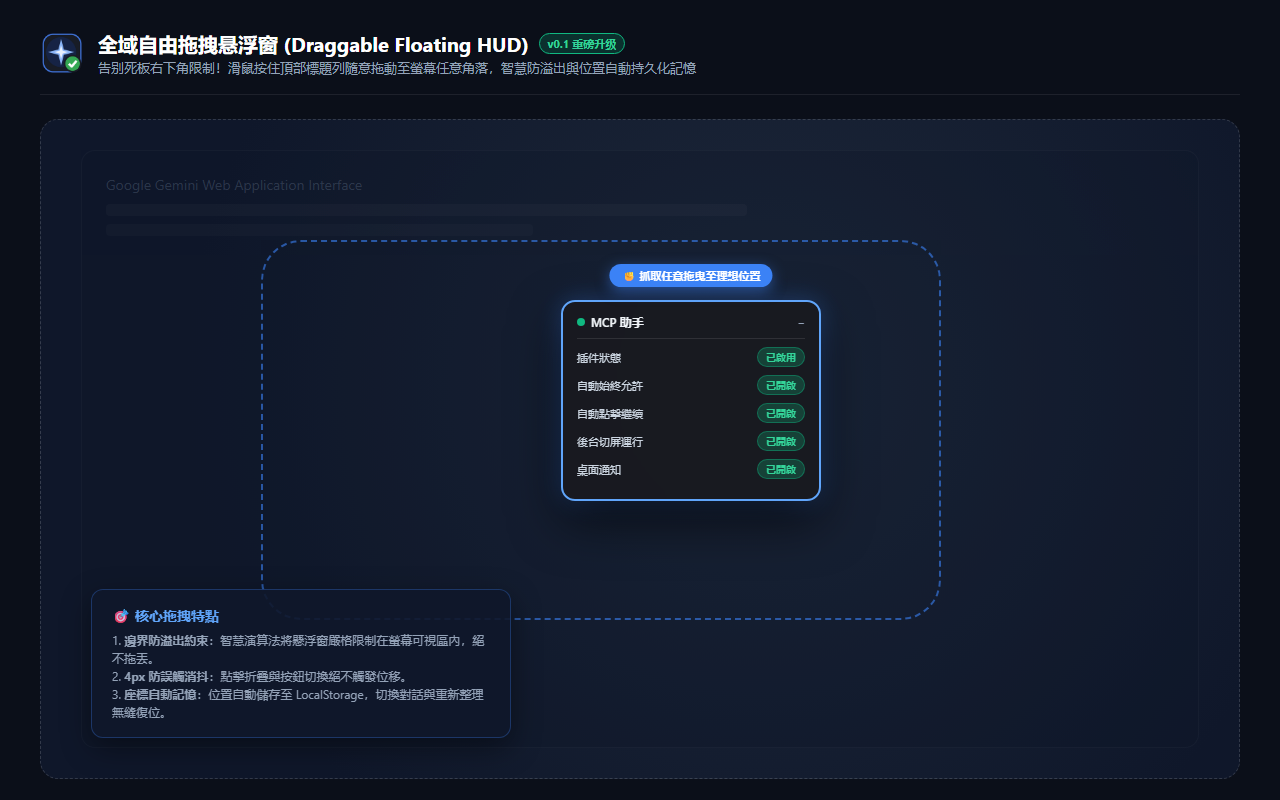 全域自由拖拽悬浮窗 (Draggable Floating HUD) v0.1 重磅升级
告别死板右下角限制！滑鼠按住頂部標題列隨意拖動至螢幕任意角落，智慧防溢出與位置自動持久化記憶
Google Gemini Web Application Interface
抓取任意拖曳至理想位置
MCP 助手 −
插件狀態 已啟用
自動始終允許 已開啟
自動點擊繼續 已開啟
後台切屏運行 已開啟
桌面通知 已開啟
核心拖拽特點
1. 邊界防溢出約束：智慧演算法將懸浮窗嚴格限制在螢幕可視區內，絕
不拖丟。
2. 4px 防誤觸消抖：點擊折疊與按鈕切換絕不觸發位移。
3. 座標自動記憶：位置自動儲存至 LocalStorage，切換對話與重新整理
無縫復位。